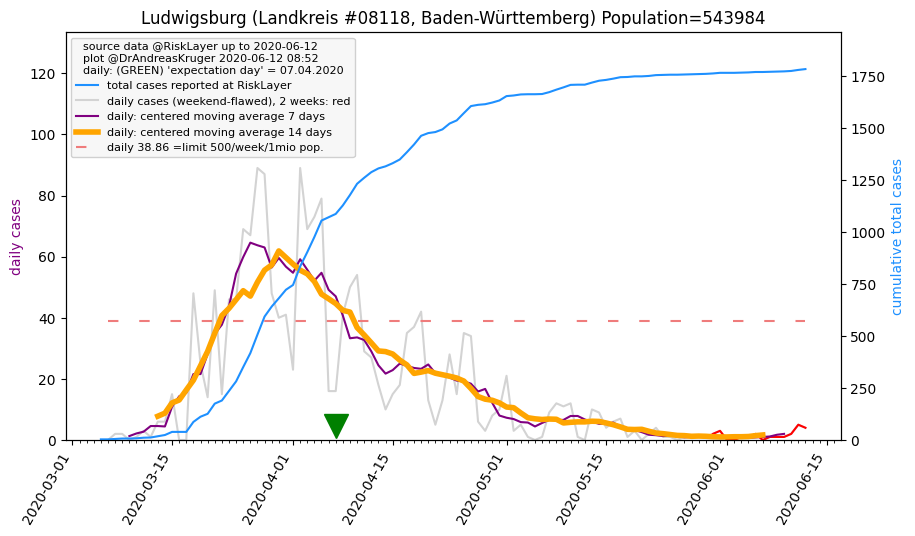 Ludwigsburg (Landkreis #08118, Baden-Württemberg) Population=543984
source data @RiskLayer up to 2020-06-12
plot @DrAndreasKruger 2020-06-12 08:52
daily: (GREEN) 'expectation day' = 07.04.2020
total cases reported at RiskLayer
daily cases (weekend-flawed), 2 weeks: red
daily: centered moving average 7 days
daily: centered moving average 14 days
daily 38.86 =limit 500/week/1mio pop.
daily cases
120
100
80
60
40
20
0
cumulative total cases
1750
1500
1250
1000
750
500
250
0
2020-03-01
2020-03-15
2020-04-01
2020-04-15
2020-05-01
2020-05-15
2020-06-01
2020-06-15